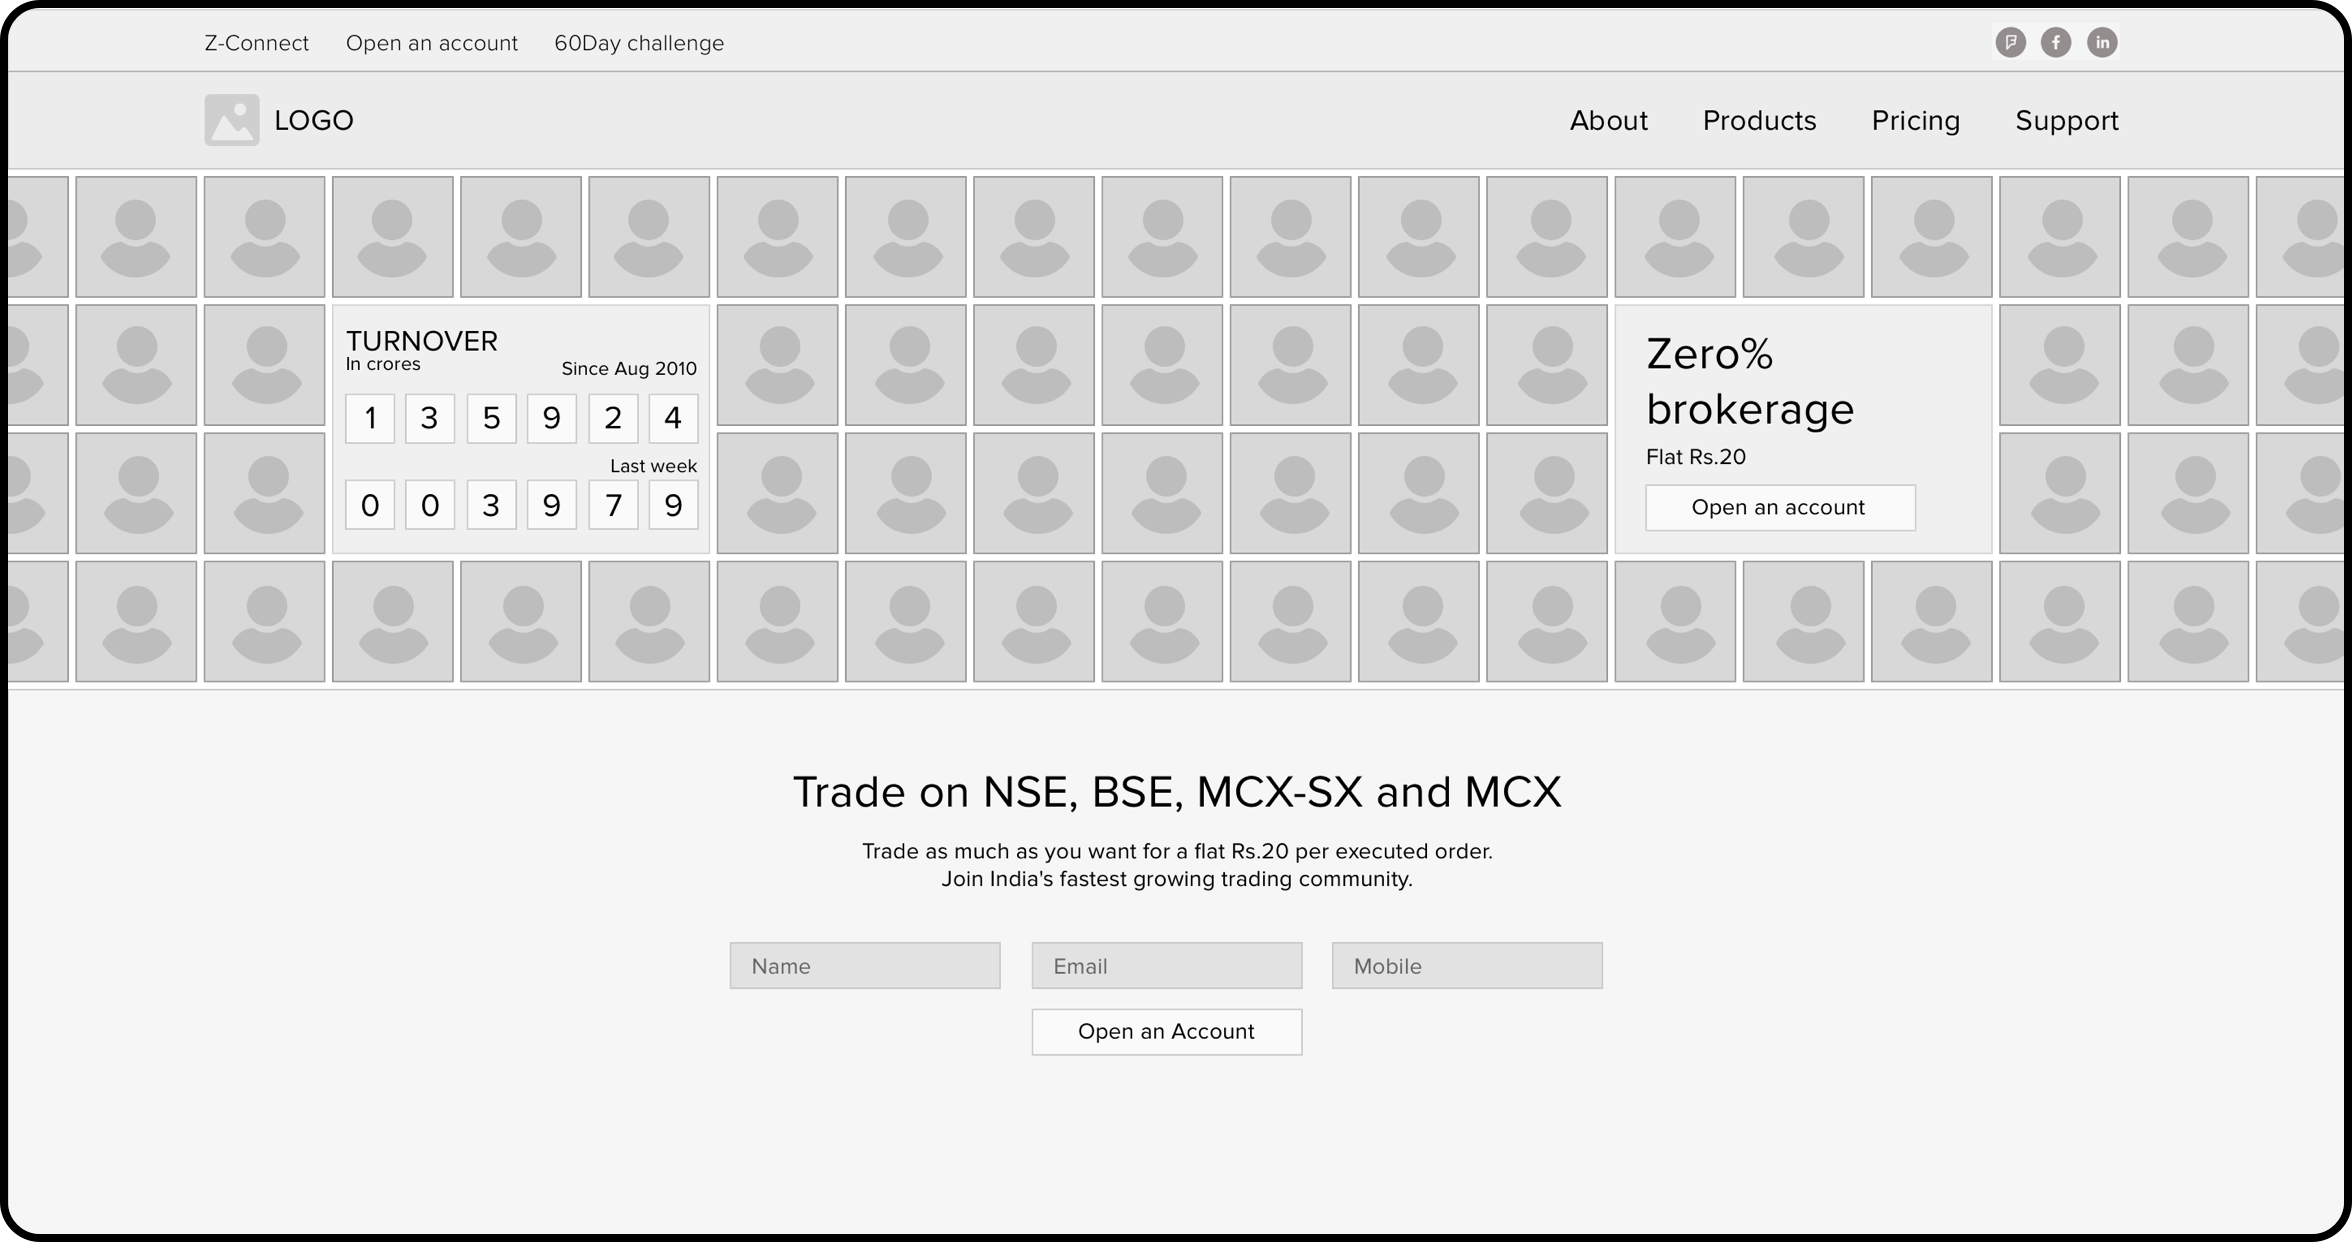 Z-Connect Open an account 60Day challenge
LOGO
About Products Pricing Support
TURNOVER
In crores
Since Aug 2010
1 3 5 9 2 4
Last week
0 0 3 9 7 9
Zero%
brokerage
Flat Rs.20
Open an account
Trade on NSE, BSE, MCX-SX and MCX
Trade as much as you want for a flat Rs.20 per executed order.
Join India's fastest growing trading community.
Name Email Mobile
Open an Account